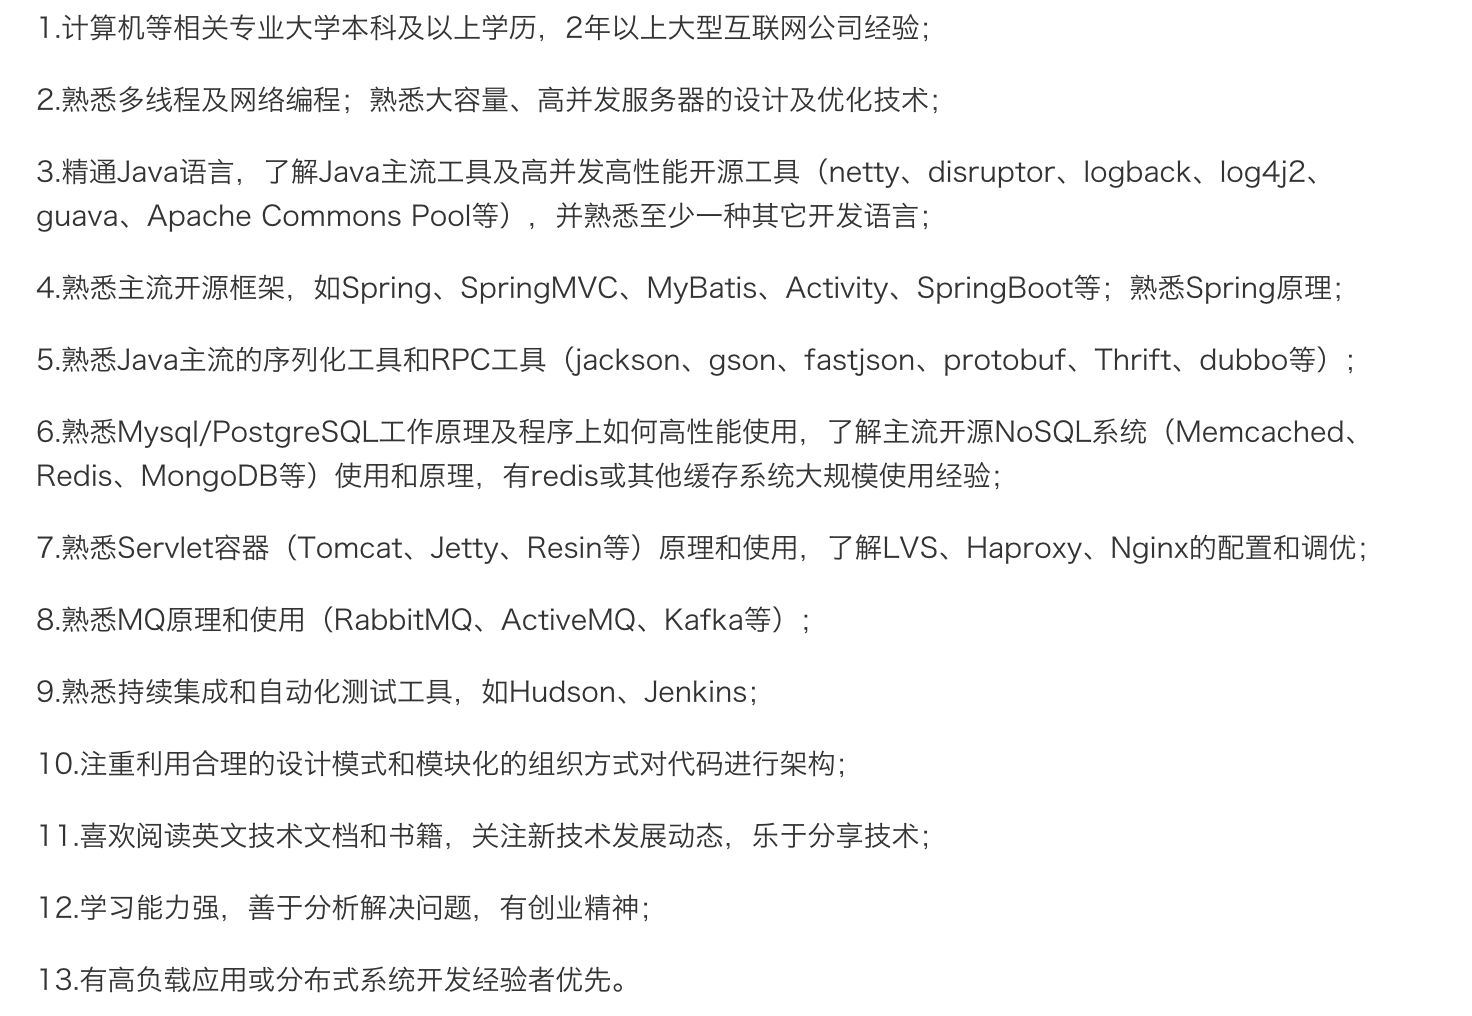 1.计算机等相关专业大学本科及以上学历，2年以上大型互联网公司经验；
2.熟悉多线程及网络编程；熟悉大容量、高并发服务器的设计及优化技术；
3.精通Java语言，了解Java主流工具及高并发高性能开源工具（netty、disruptor、logback、log4j2、
guava、Apache Commons Pool等），并熟悉至少一种其它开发语言；
4.熟悉主流开源框架，如Spring、SpringMVC、MyBatis、Activity、SpringBoot等；熟悉Spring原理；
5.熟悉Java主流的序列化工具和RPC工具（jackson、gson、fastjson、protobuf、Thrift、dubbo等）；
6.熟悉Mysql/PostgreSQL工作原理及程序上如何高性能使用，了解主流开源NoSQL系统（Memcached、
Redis、MongoDB等）使用和原理，有redis或其他缓存系统大规模使用经验；
7.熟悉Servlet容器（Tomcat、Jetty、Resin等）原理和使用，了解LVS、Haproxy、Nginx的配置和调优；
8.熟悉MQ原理和使用（RabbitMQ、ActiveMQ、Kafka等）；
9.熟悉持续集成和自动化测试工具，如Hudson、Jenkins；
10.注重利用合理的设计模式和模块化的组织方式对代码进行架构；
11.喜欢阅读英文技术文档和书籍，关注新技术发展动态，乐于分享技术；
12.学习能力强，善于分析解决问题，有创业精神；
13.有高负载应用或分布式系统开发经验者优先。